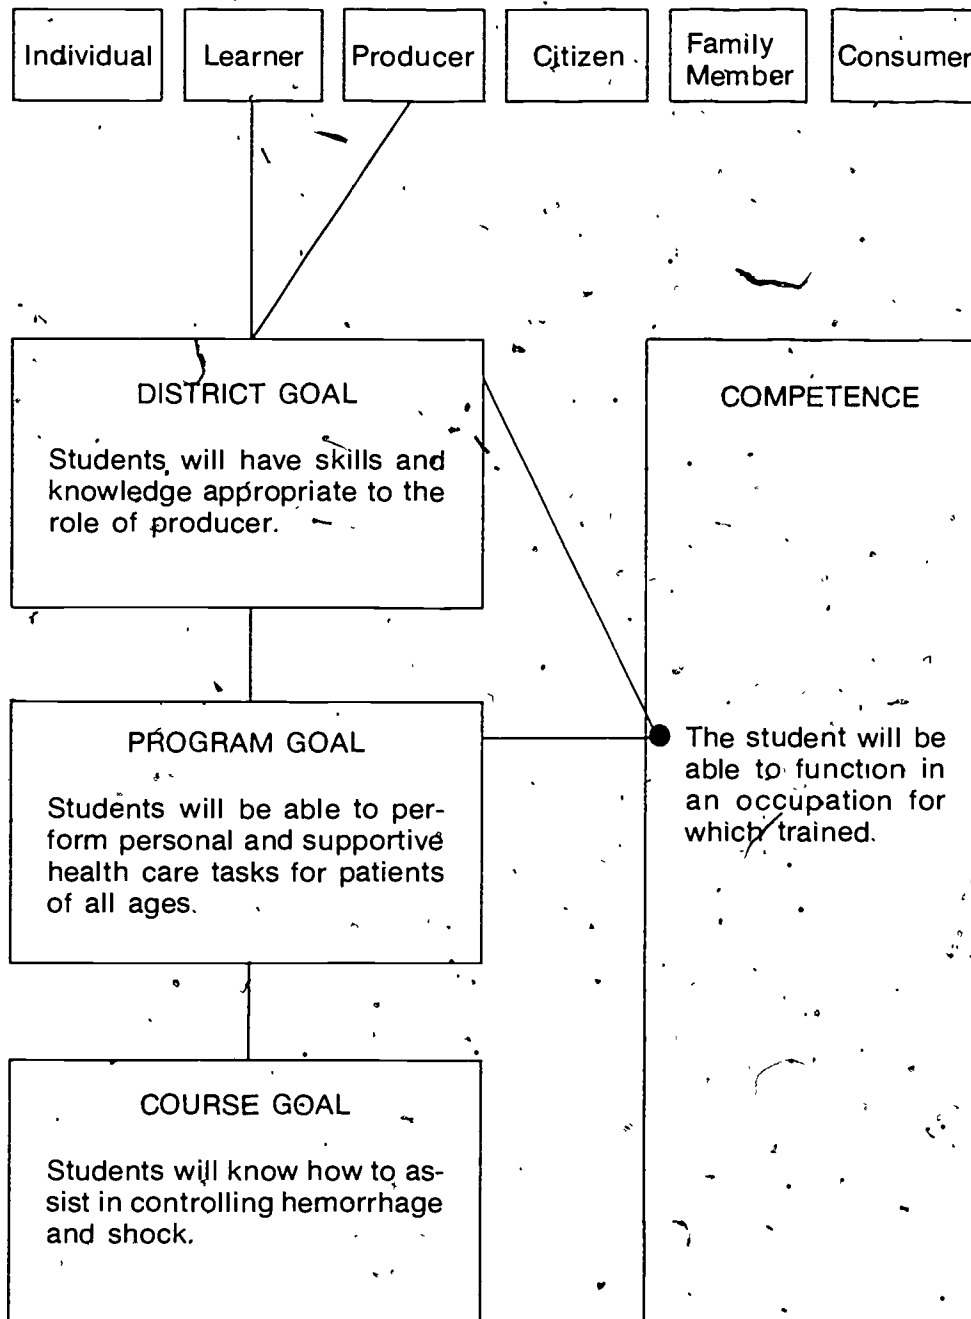 Individual
Learner
Producer
Citizen
Family
Member
Consumer
DISTRICT GOAL
Students will have skills and
knowledge appropriate to the
role of producer.
COMPETENCE
PROGRAM GOAL
Students will be able to per-
form personal and supportive
health care tasks for patients
of all ages.
The student will be
able to function in
an occupation for
which trained.
COURSE GOAL
Students will know how to as-
sist in controlling hemorrhage
and shock.